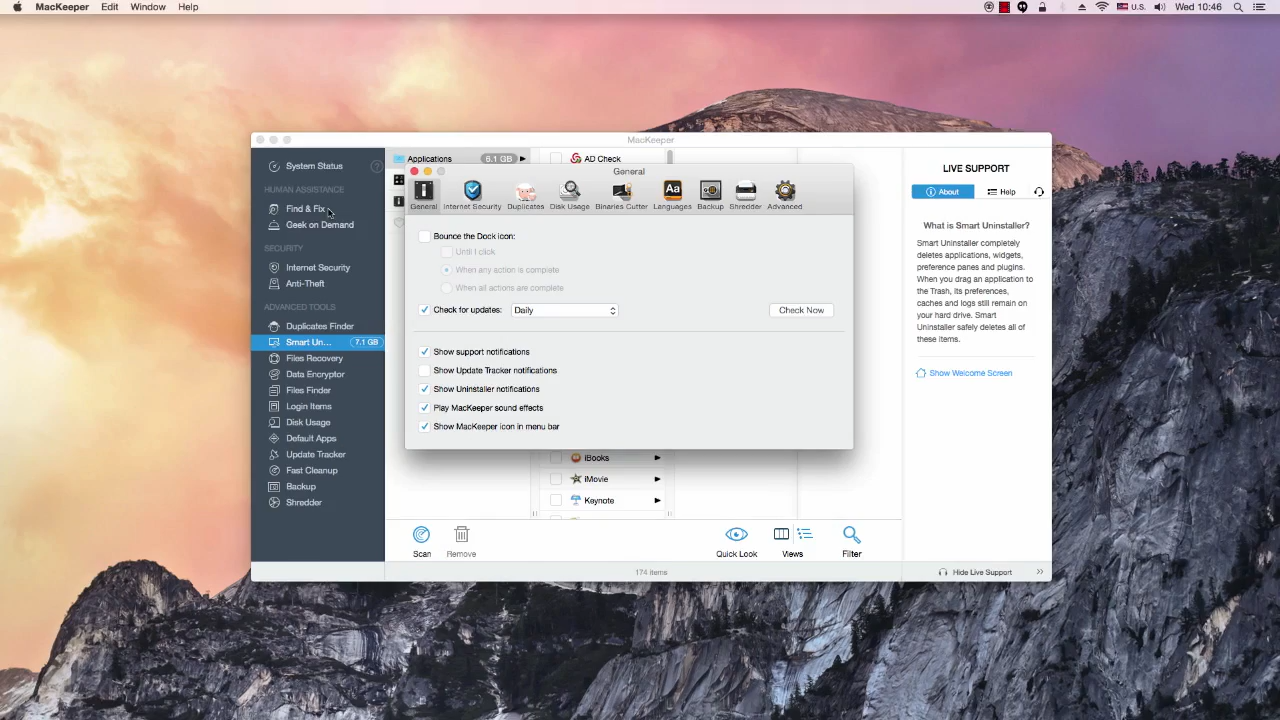 MacKeeper Edit Window Help
U.S. Wed 10:46
MacKeeper
System Status
HUMAN ASSISTANCE
Find & Fix
Geek on Demand
SECURITY
Internet Security
Anti-Theft
ADVANCED TOOLS
Duplicates Finder
Smart Un... 7.1 GB
Files Recovery
Data Encryptor
Files Finder
Login Items
Disk Usage
Default Apps
Update Tracker
Fast Cleanup
Backup
Shredder
Applications 6.1 GB
AD Check
General
General Internet Security Duplicates Disk Usage Binaries Cutter Languages Backup Shredder Advanced
Bounce the Dock icon:
Until I click
When any action is complete
When all actions are complete
Check for updates: Daily Check Now
Show support notifications
Show Update Tracker notifications
Show Uninstaller notifications
Play MacKeeper sound effects
Show MacKeeper icon in menu bar
iBooks
iMovie
Keynote
Scan Remove Quick Look Views Filter
174 items
LIVE SUPPORT
About Help
What is Smart Uninstaller?
Smart Uninstaller completely
deletes applications, widgets,
preference panes and plugins.
When you drag an application to
the Trash, its preferences,
caches and logs still remain on
your hard drive. Smart
Uninstaller safely deletes all of
these items.
Show Welcome Screen
Hide Live Support